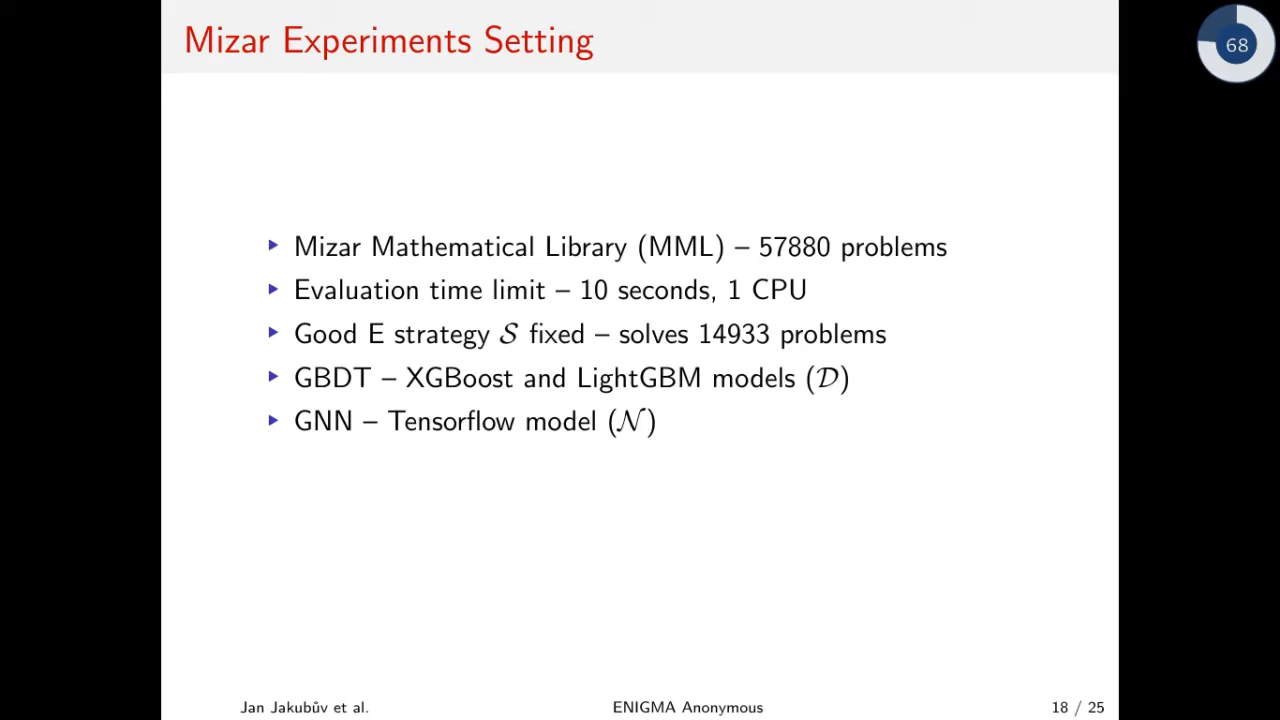 Mizar Experiments Setting
68
Mizar Mathematical Library (MML) – 57880 problems
Evaluation time limit – 10 seconds, 1 CPU
Good E strategy 𝒮 fixed – solves 14933 problems
GBDT – XGBoost and LightGBM models (𝒟)
GNN – Tensorflow model (𝒩)
Jan Jakubův et al. ENIGMA Anonymous 18 / 25